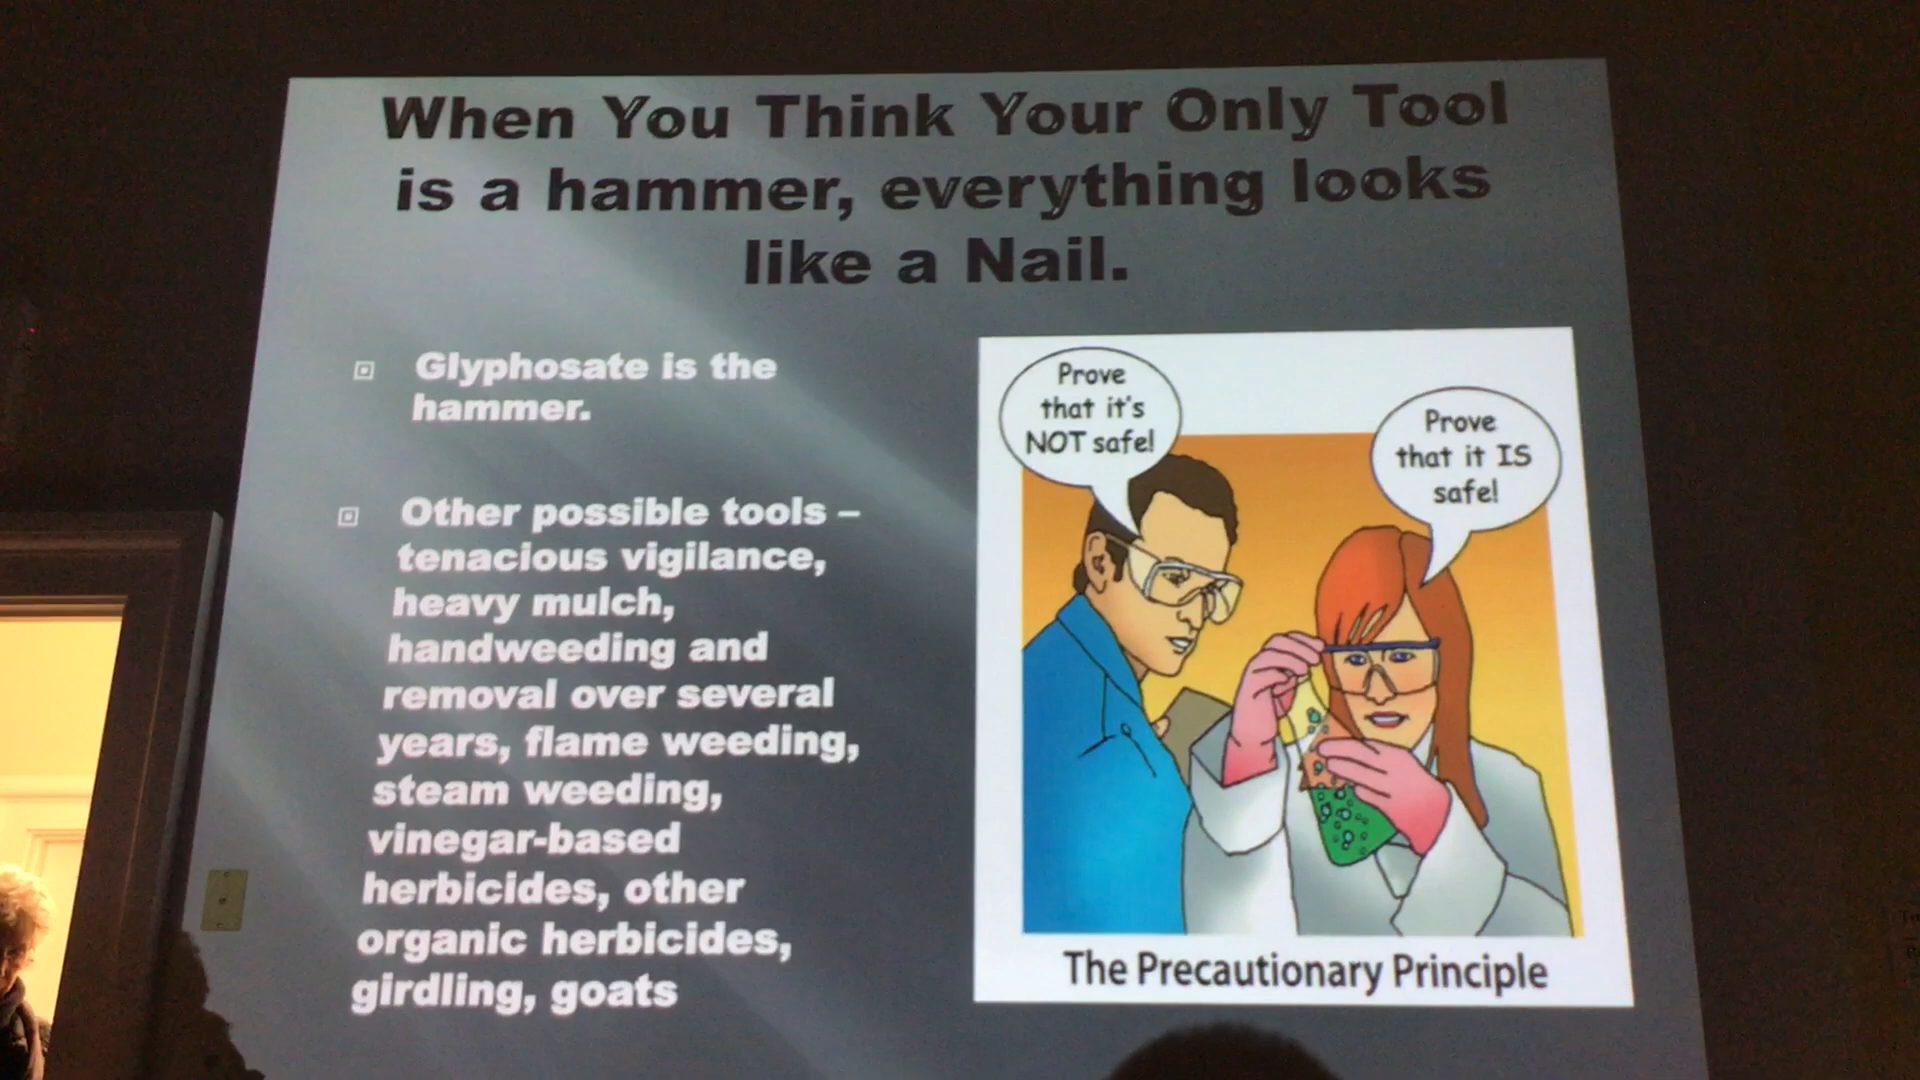 When You Think Your Only Tool
is a hammer, everything looks
like a Nail.
Glyphosate is the
hammer.
Other possible tools –
tenacious vigilance,
heavy mulch,
handweeding and
removal over several
years, flame weeding,
steam weeding,
vinegar-based
herbicides, other
organic herbicides,
girdling, goats
Prove
that it's
NOT safe!
Prove
that it IS
safe!
The Precautionary Principle